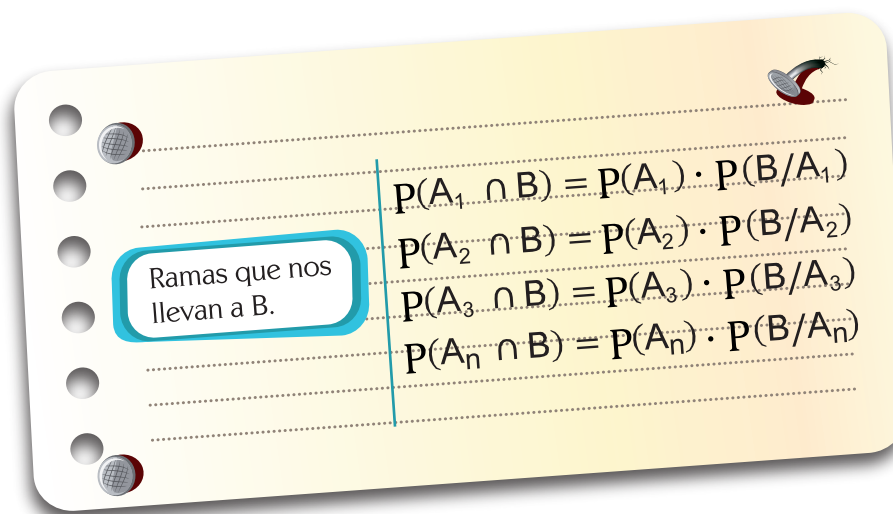 Ramas que nos
llevan a B.
P(A₁ ∩ B) = P(A₁) · P(B/A₁)
P(A₂ ∩ B) = P(A₂) · P(B/A₂)
P(A₃ ∩ B) = P(A₃) · P(B/A₃)
P(Aₙ ∩ B) = P(Aₙ) · P(B/Aₙ)